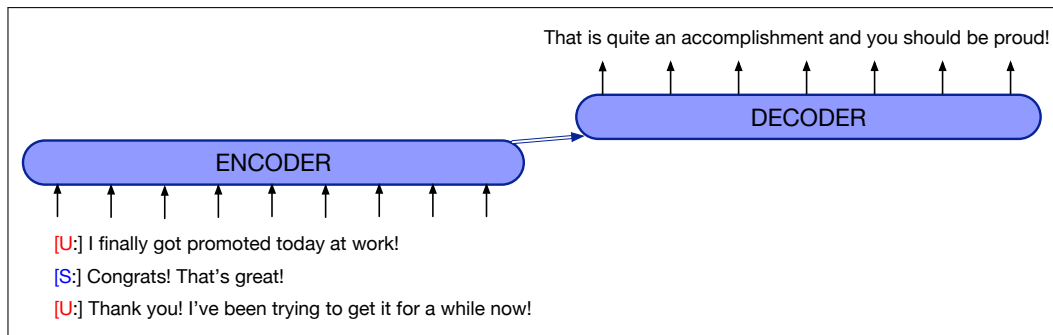 That is quite an accomplishment and you should be proud!
DECODER
ENCODER
[U:] I finally got promoted today at work!
[S:] Congrats! That's great!
[U:] Thank you! I've been trying to get it for a while now!